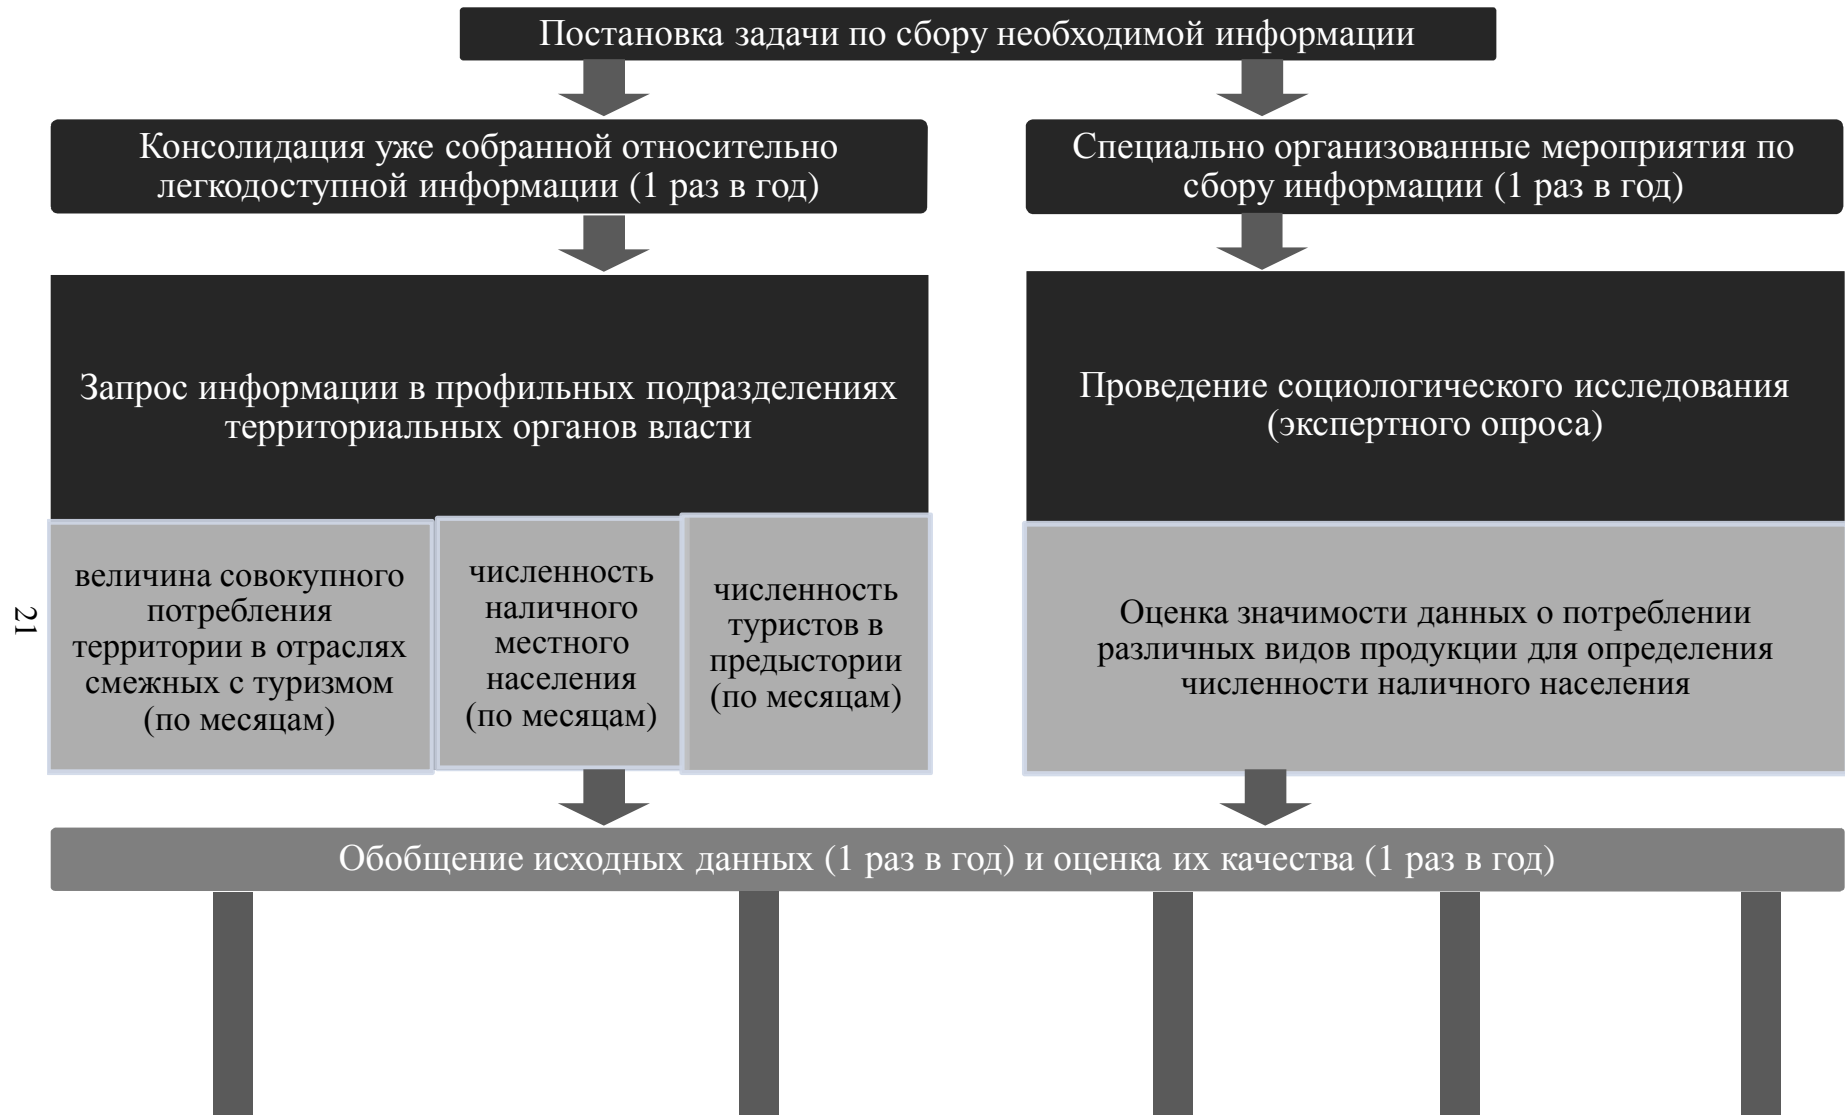 Постановка задачи по сбору необходимой информации
Консолидация уже собранной относительно
легкодоступной информации (1 раз в год)
Специально организованные мероприятия по
сбору информации (1 раз в год)
Запрос информации в профильных подразделениях
территориальных органов власти
Проведение социологического исследования
(экспертного опроса)
величина совокупного
потребления
территории в отраслях
смежных с туризмом
(по месяцам)
численность
наличного
местного
населения
(по месяцам)
численность
туристов в
предыстории
(по месяцам)
Оценка значимости данных о потреблении
различных видов продукции для определения
численности наличного населения
Обобщение исходных данных (1 раз в год) и оценка их качества (1 раз в год)
21